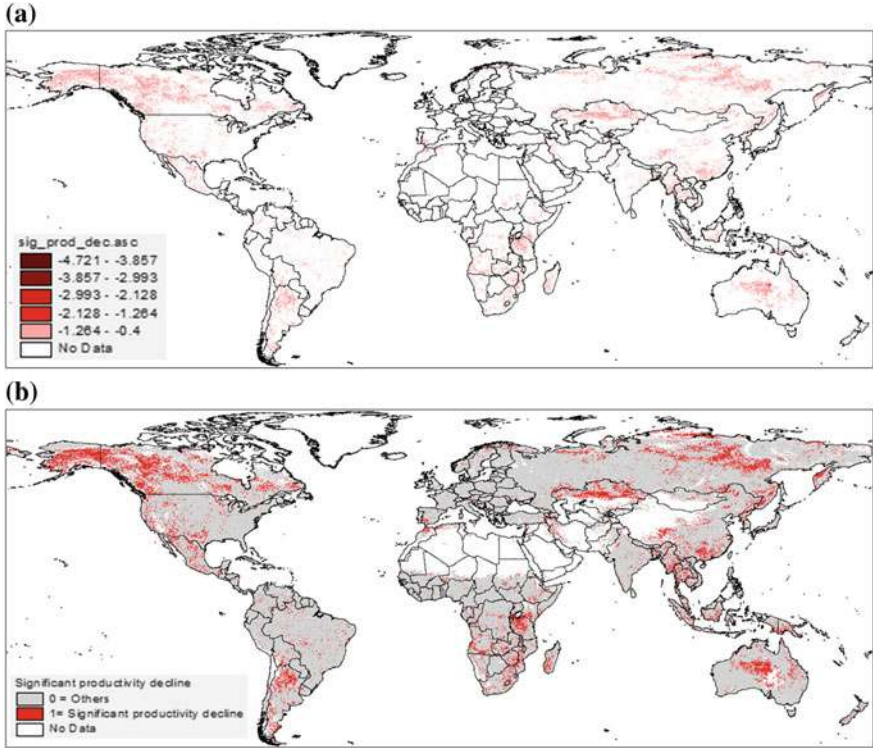 (a)
sig_prod_dec.asc
-4.721 - -3.857
-3.857 - -2.993
-2.993 - -2.128
-2.128 - -1.264
-1.264 - -0.4
No Data
(b)
Significant productivity decline
0 = Others
1= Significant productivity decline
No Data